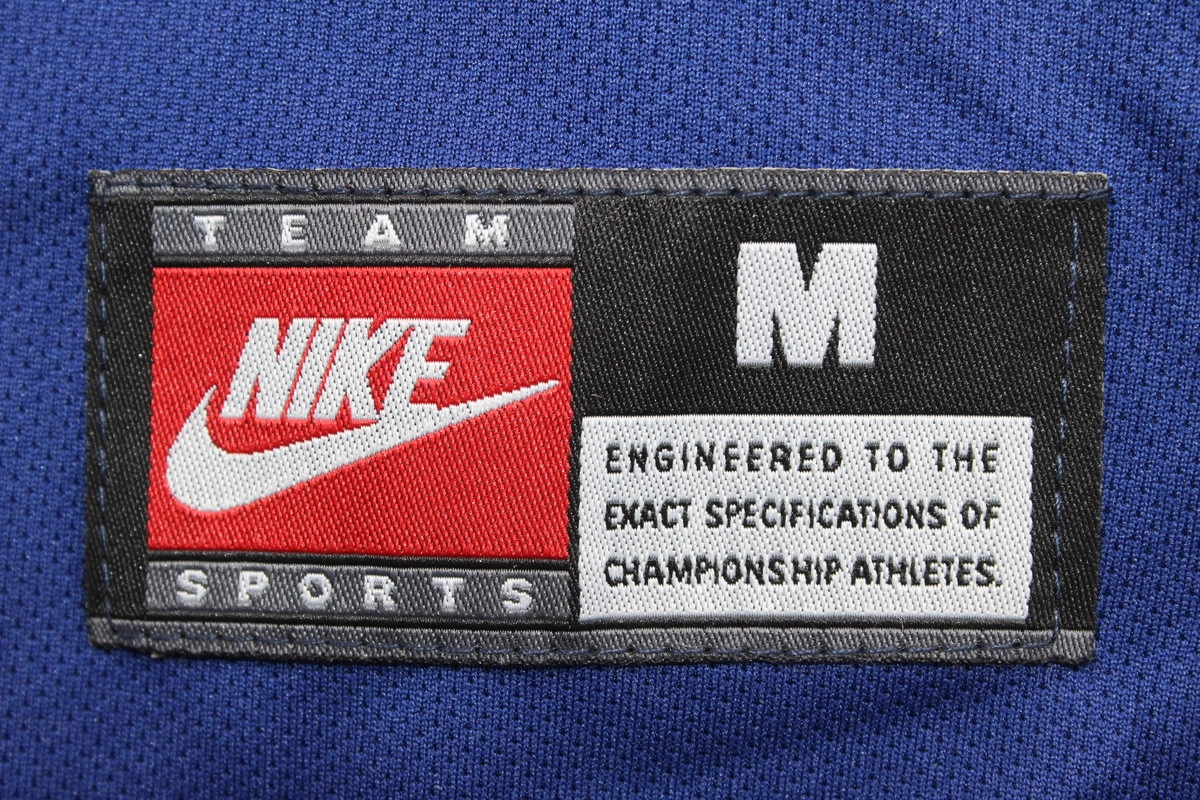 TEAM
NIKE
SPORTS
M
ENGINEERED TO THE
EXACT SPECIFICATIONS OF
CHAMPIONSHIP ATHLETES.